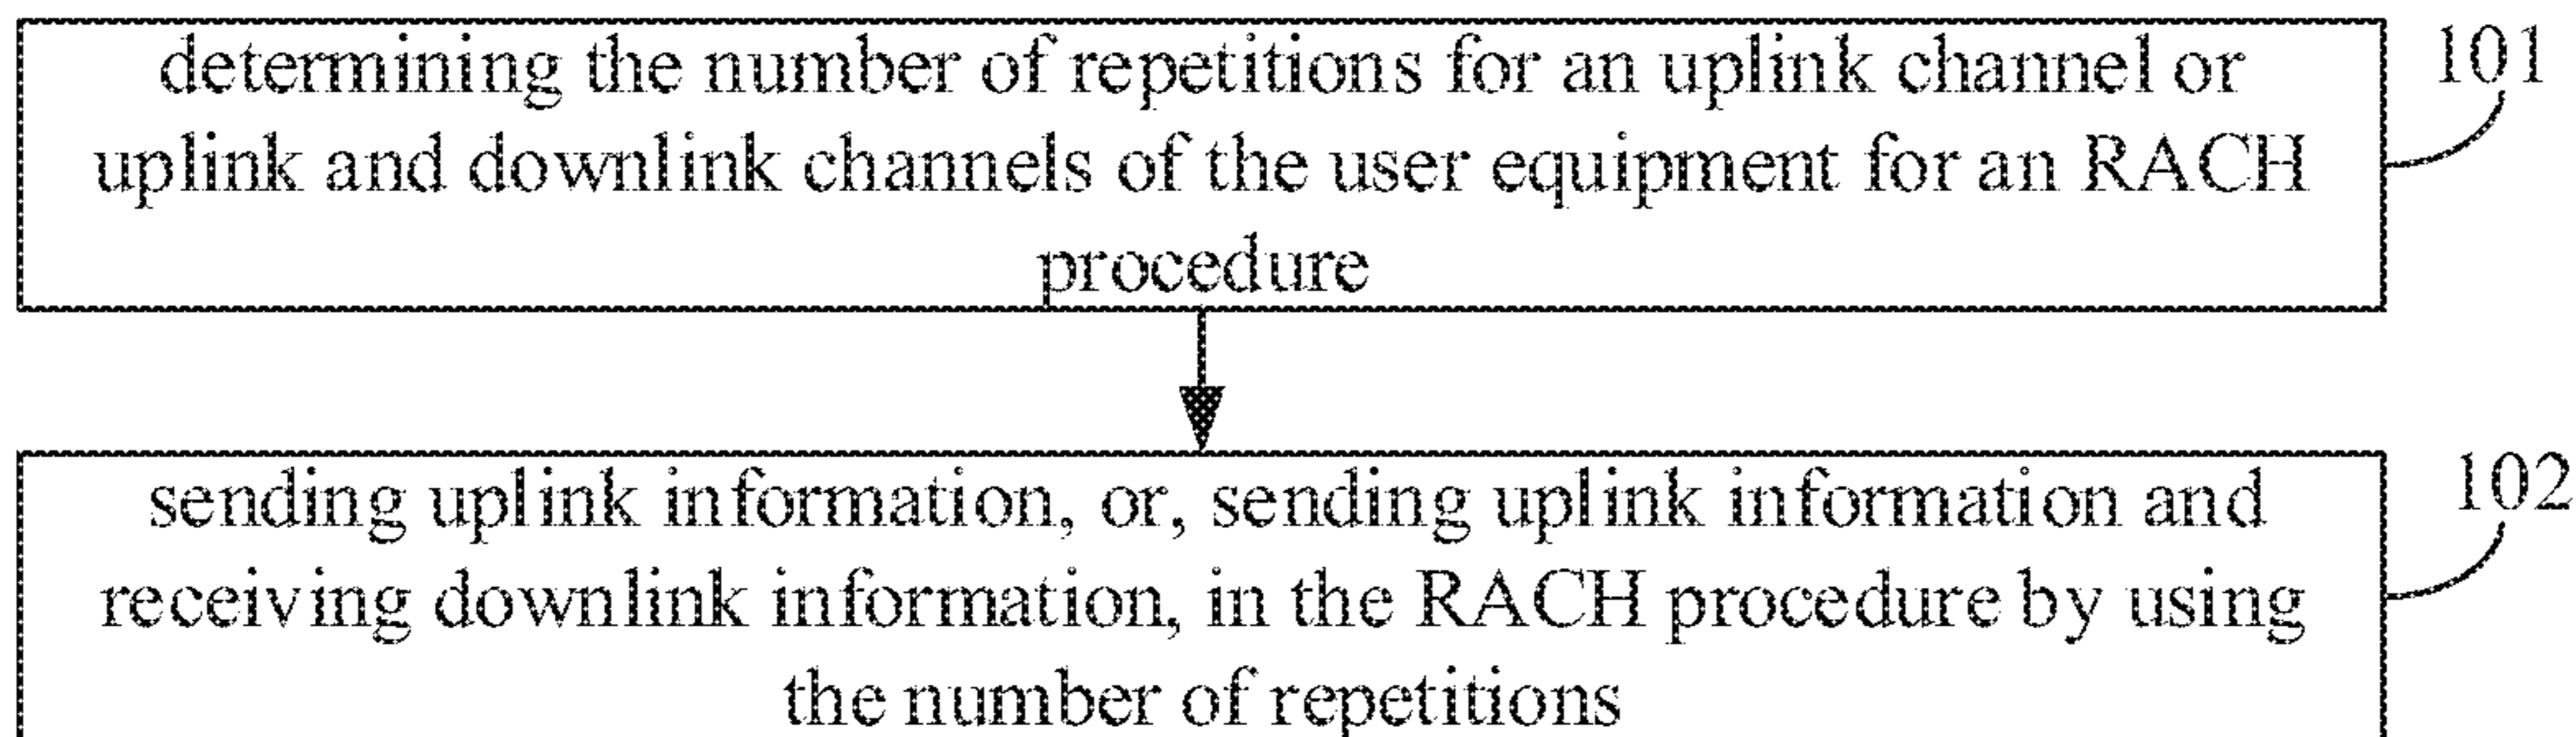 determining the number of repetitions for an uplink channel or
uplink and downlink channels of the user equipment for an RACH
procedure
101
sending uplink information, or, sending uplink information and
receiving downlink information, in the RACH procedure by using
the number of repetitions
102